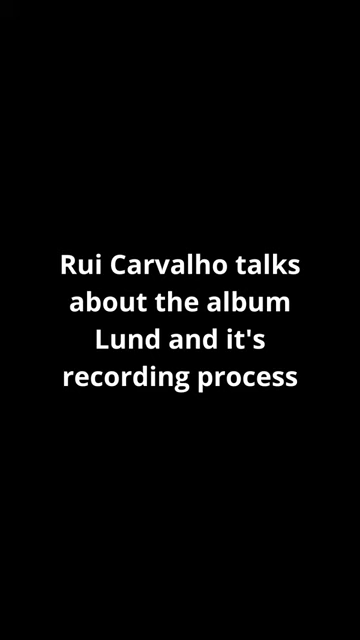 Rui Carvalho talks
about the album
Lund and it's
recording process